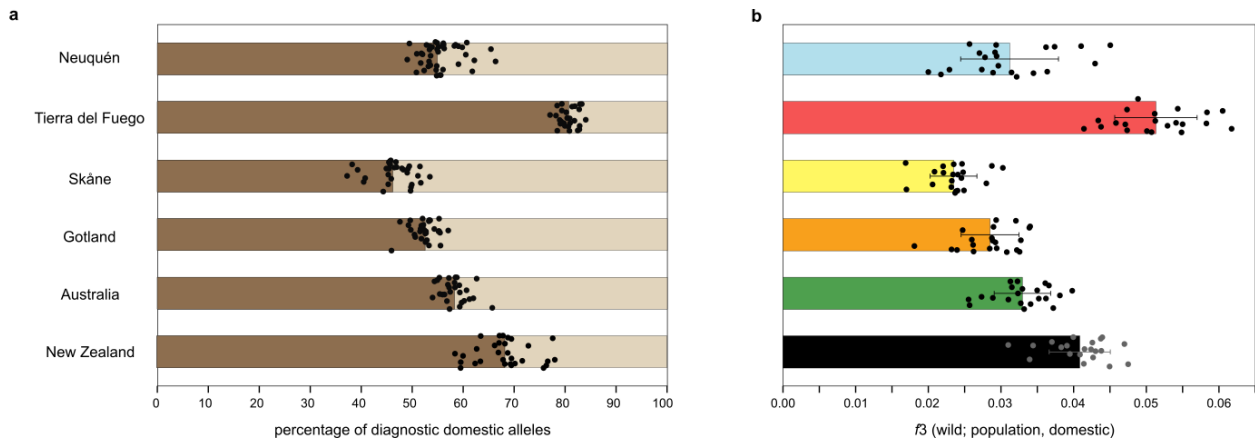 a
b
Neuquén
Tierra del Fuego
Skåne
Gotland
Australia
New Zealand
0 10 20 30 40 50 60 70 80 90 100
0.00 0.01 0.02 0.03 0.04 0.05 0.06
percentage of diagnostic domestic alleles
f3 (wild; population, domestic)